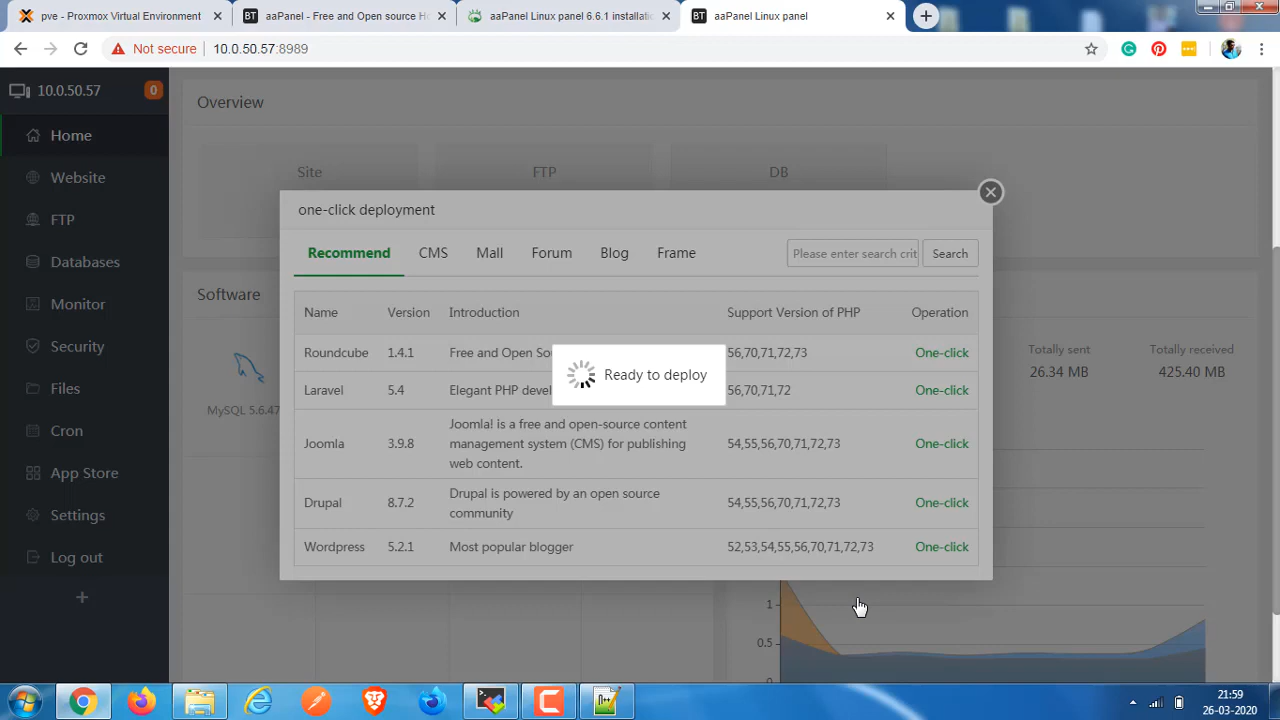 pve - Proxmox Virtual Environment
aaPanel - Free and Open source Ho
aaPanel Linux panel 6.6.1 installatio
aaPanel Linux panel
Not secure
10.0.50.57:8989
10.0.50.57
0
Home
Website
FTP
Databases
Monitor
Security
Files
Cron
App Store
Settings
Log out
Overview
Site
FTP
DB
Software
MySQL 5.6.47
one-click deployment
Recommend
CMS
Mall
Forum
Blog
Frame
Please enter search crit
Search
Name
Version
Introduction
Support Version of PHP
Operation
Roundcube
1.4.1
Free and Open So
56,70,71,72,73
One-click
Laravel
5.4
Elegant PHP devel
56,70,71,72
One-click
Joomla
3.9.8
Joomla! is a free and open-source content
management system (CMS) for publishing
web content.
54,55,56,70,71,72,73
One-click
Drupal
8.7.2
Drupal is powered by an open source
community
54,55,56,70,71,72,73
One-click
Wordpress
5.2.1
Most popular blogger
52,53,54,55,56,70,71,72,73
One-click
Ready to deploy
Totally sent
26.34 MB
Totally received
425.40 MB
1
0.5
21:59
26-03-2020